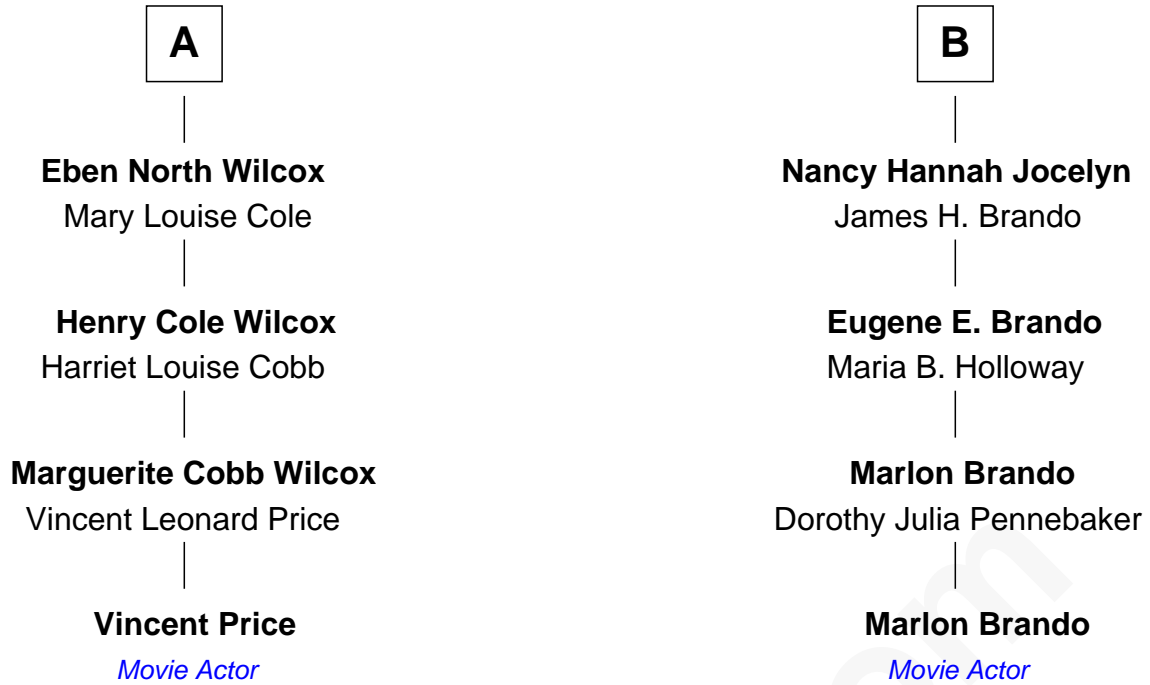 A
Eben North Wilcox
Mary Louise Cole
Henry Cole Wilcox
Harriet Louise Cobb
Marguerite Cobb Wilcox
Vincent Leonard Price
Vincent Price
Movie Actor
B
Nancy Hannah Jocelyn
James H. Brando
Eugene E. Brando
Maria B. Holloway
Marlon Brando
Dorothy Julia Pennebaker
Marlon Brando
Movie Actor